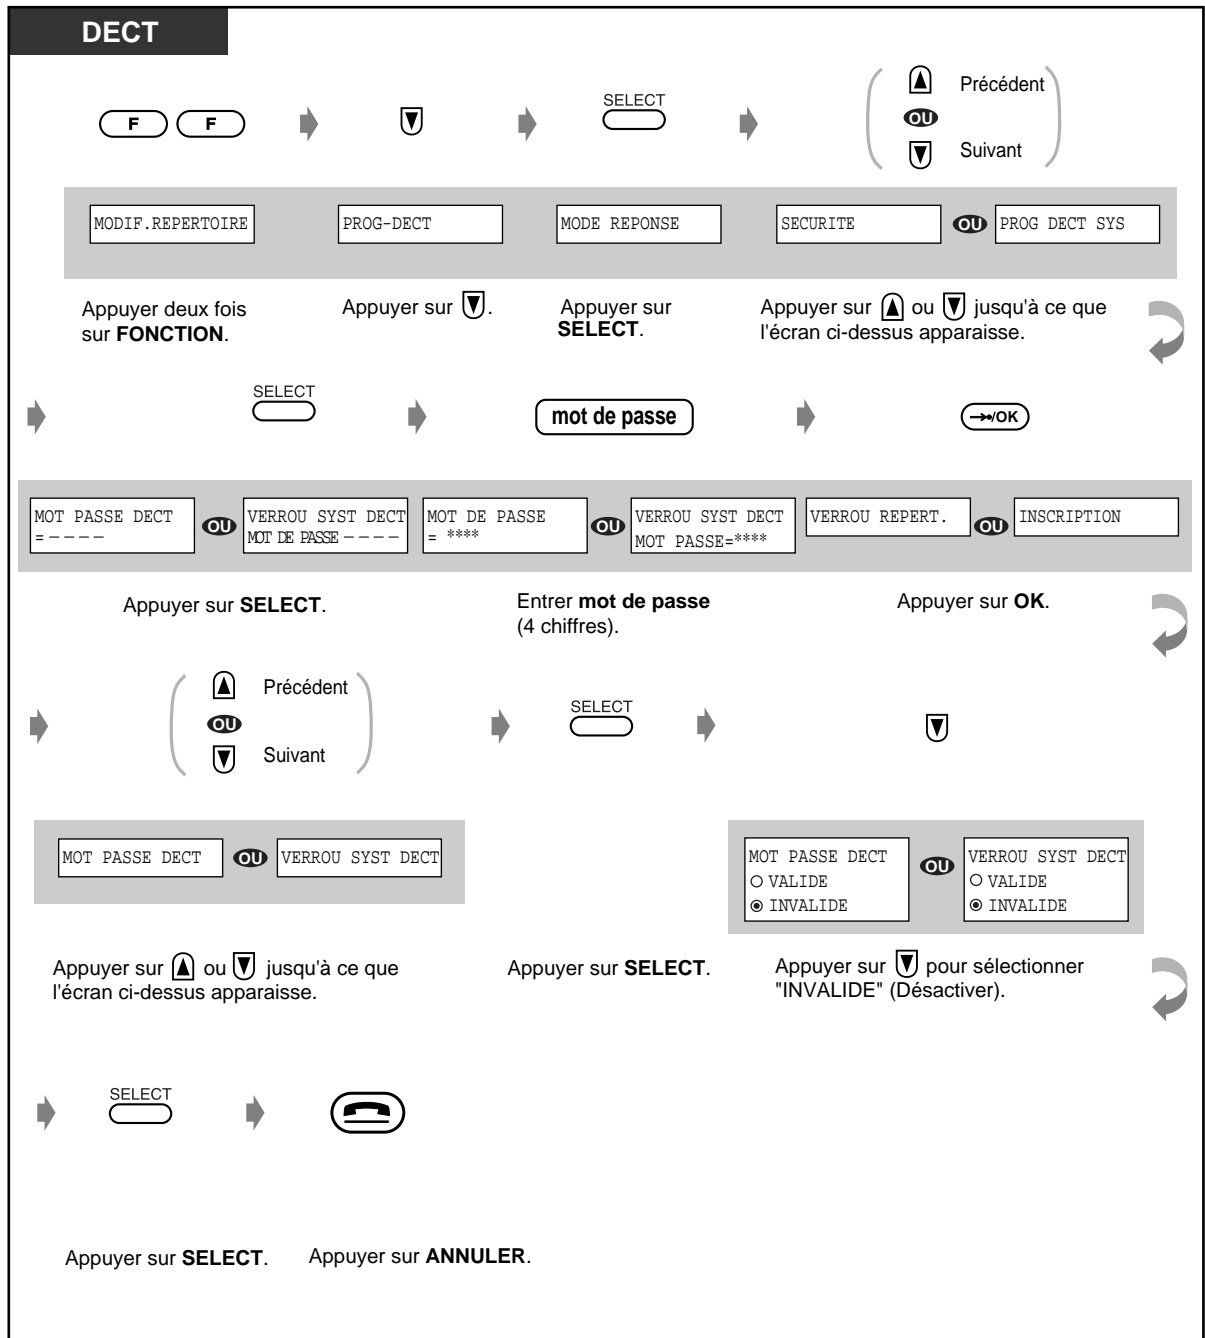 DECT
F F SELECT Précédent
OU
Suivant
MODIF.REPERTOIRE PROG-DECT MODE REPONSE SECURITE OU PROG DECT SYS
Appuyer deux fois
sur FONCTION.
Appuyer sur .
Appuyer sur
SELECT.
Appuyer sur ou jusqu'à ce que
l'écran ci-dessus apparaisse.
SELECT mot de passe /OK
MOT PASSE DECT
=----
OU
VERROU SYST DECT
MOT DE PASSE ----
MOT DE PASSE
= ****
OU
VERROU SYST DECT
MOT PASSE=****
VERROU REPERT.
OU
INSCRIPTION
Appuyer sur SELECT.
Entrer mot de passe
(4 chiffres).
Appuyer sur OK.
Précédent
OU
Suivant
SELECT
MOT PASSE DECT OU VERROU SYST DECT
MOT PASSE DECT
VALIDE
INVALIDE
OU
VERROU SYST DECT
VALIDE
INVALIDE
Appuyer sur ou jusqu'à ce que
l'écran ci-dessus apparaisse.
Appuyer sur SELECT.
Appuyer sur pour sélectionner
"INVALIDE" (Désactiver).
SELECT
Appuyer sur SELECT.
Appuyer sur ANNULER.